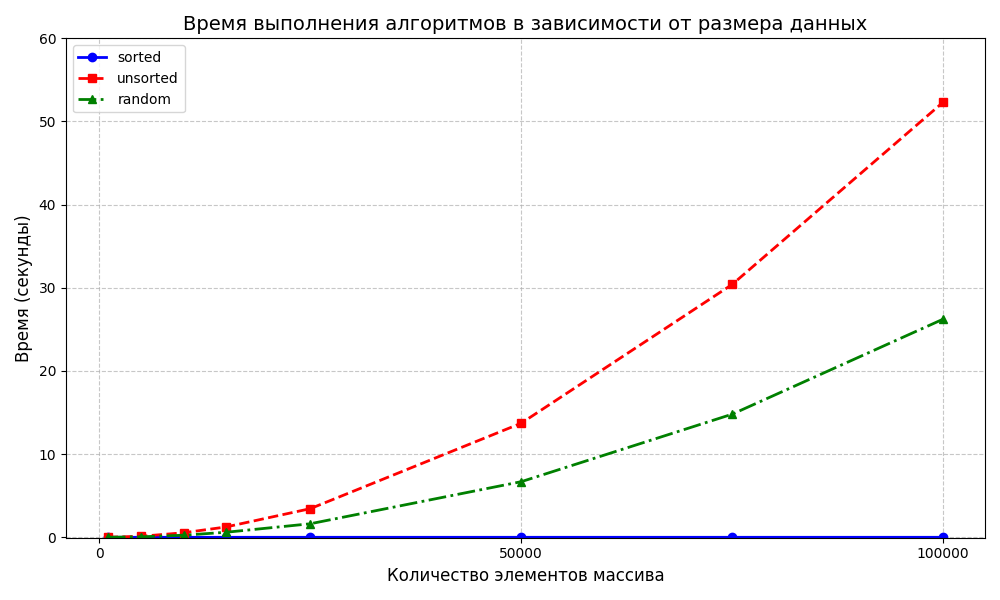 Время выполнения алгоритмов в зависимости от размера данных
sorted
unsorted
random
Время (секунды)
60
50
40
30
20
10
0
0
50000
100000
Количество элементов массива